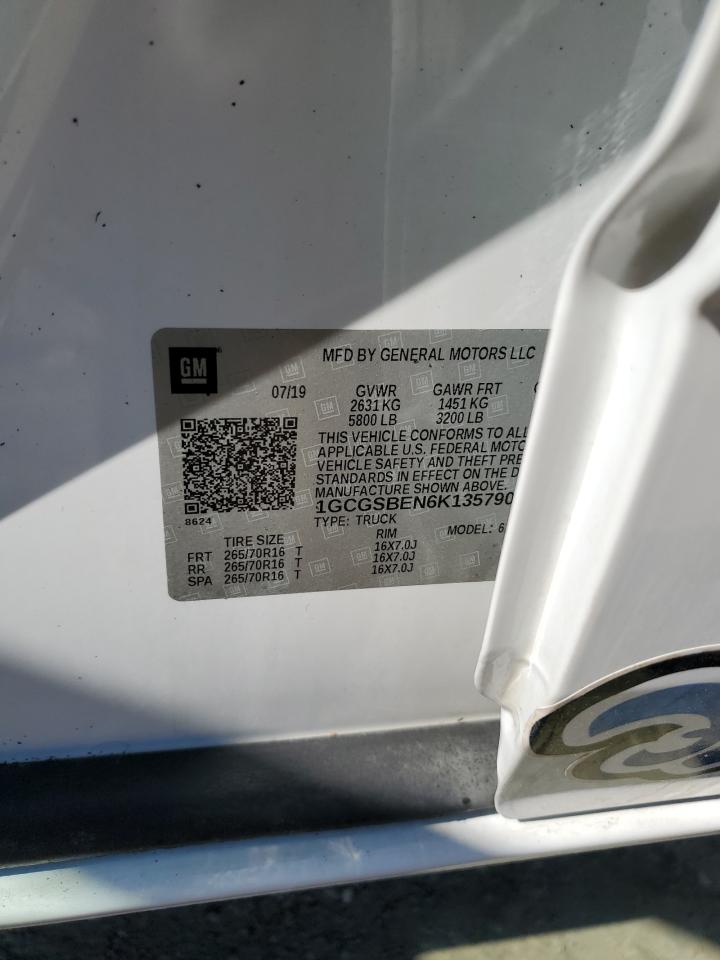 GM
MFD BY GENERAL MOTORS LLC
07/19 GVWR GAWR FRT
2631 KG 1451 KG
5800 LB 3200 LB
THIS VEHICLE CONFORMS TO ALL
APPLICABLE U.S. FEDERAL MOTO
VEHICLE SAFETY AND THEFT PRE
STANDARDS IN EFFECT ON THE D
MANUFACTURE SHOWN ABOVE.
1GCGSBEN6K135790
TYPE: TRUCK MODEL: 6
8624
TIRE SIZE RIM
FRT 265/70R16 T 16X7.0J
RR 265/70R16 T 16X7.0J
SPA 265/70R16 T 16X7.0J